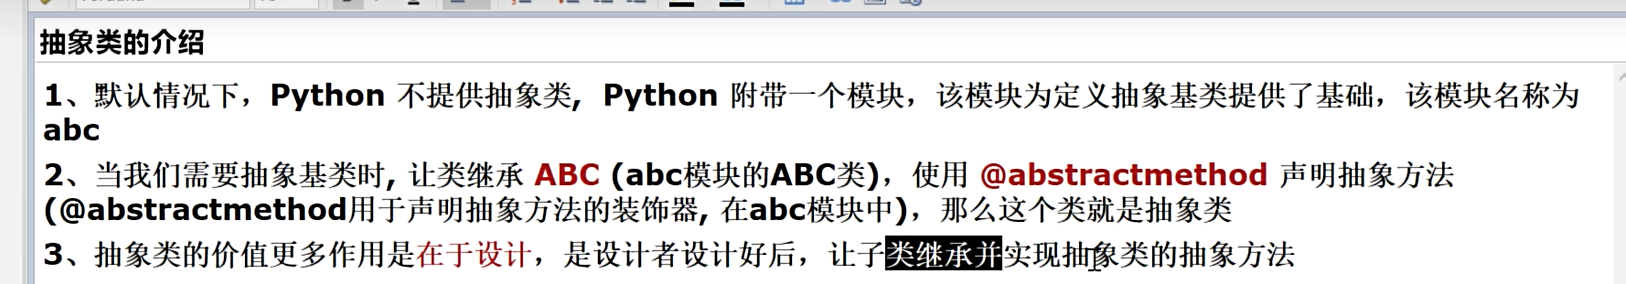 抽象类的介绍
1、默认情况下，Python 不提供抽象类，Python 附带一个模块，该模块为定义抽象基类提供了基础，该模块名称为
abc
2、当我们需要抽象基类时, 让类继承 ABC (abc模块的ABC类)，使用 @abstractmethod 声明抽象方法
(@abstractmethod用于声明抽象方法的装饰器, 在abc模块中)，那么这个类就是抽象类
3、抽象类的价值更多作用是在于设计，是设计者设计好后，让子类继承并实现抽象类的抽象方法